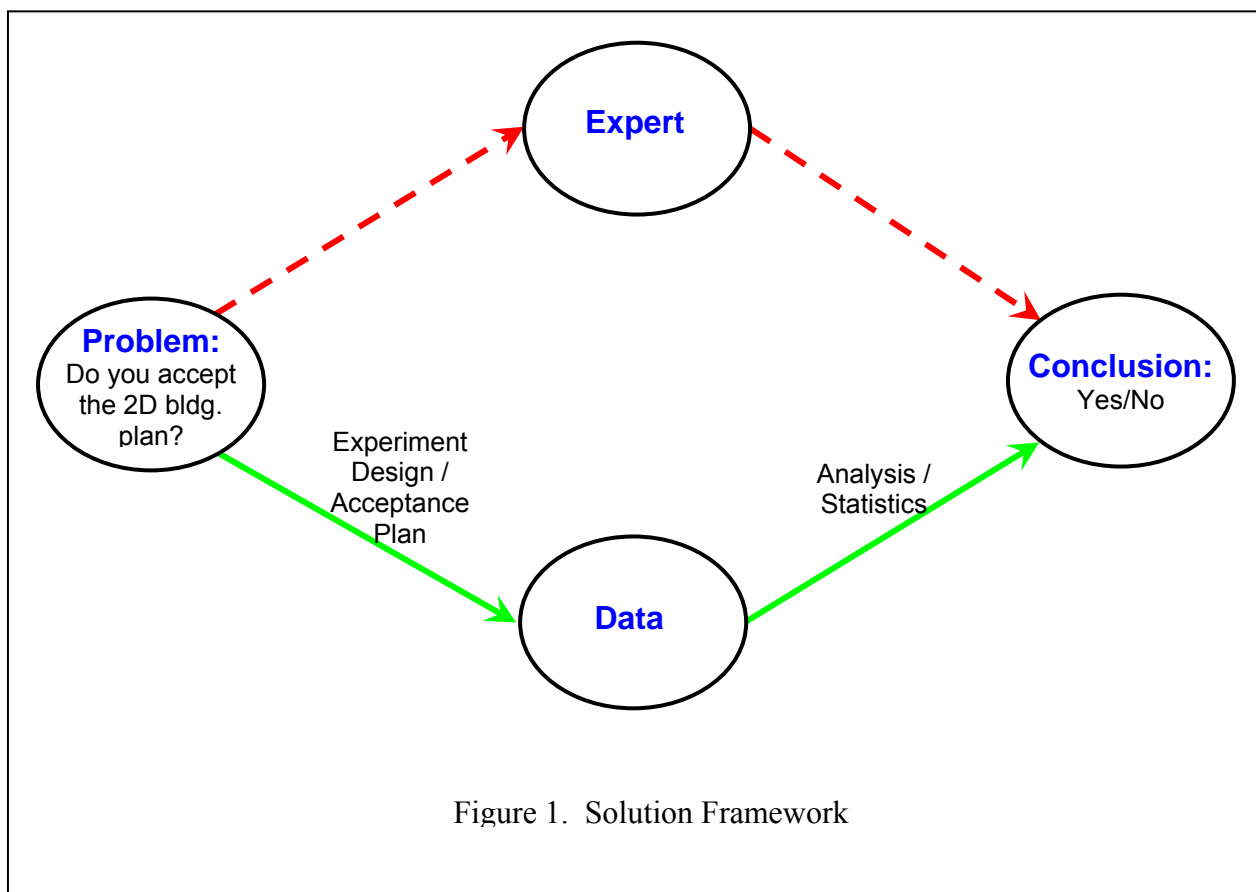 Expert
Problem:
Do you accept
the 2D bldg.
plan?
Conclusion:
Yes/No
Experiment
Design /
Acceptance
Plan
Analysis /
Statistics
Data
Figure 1.  Solution Framework